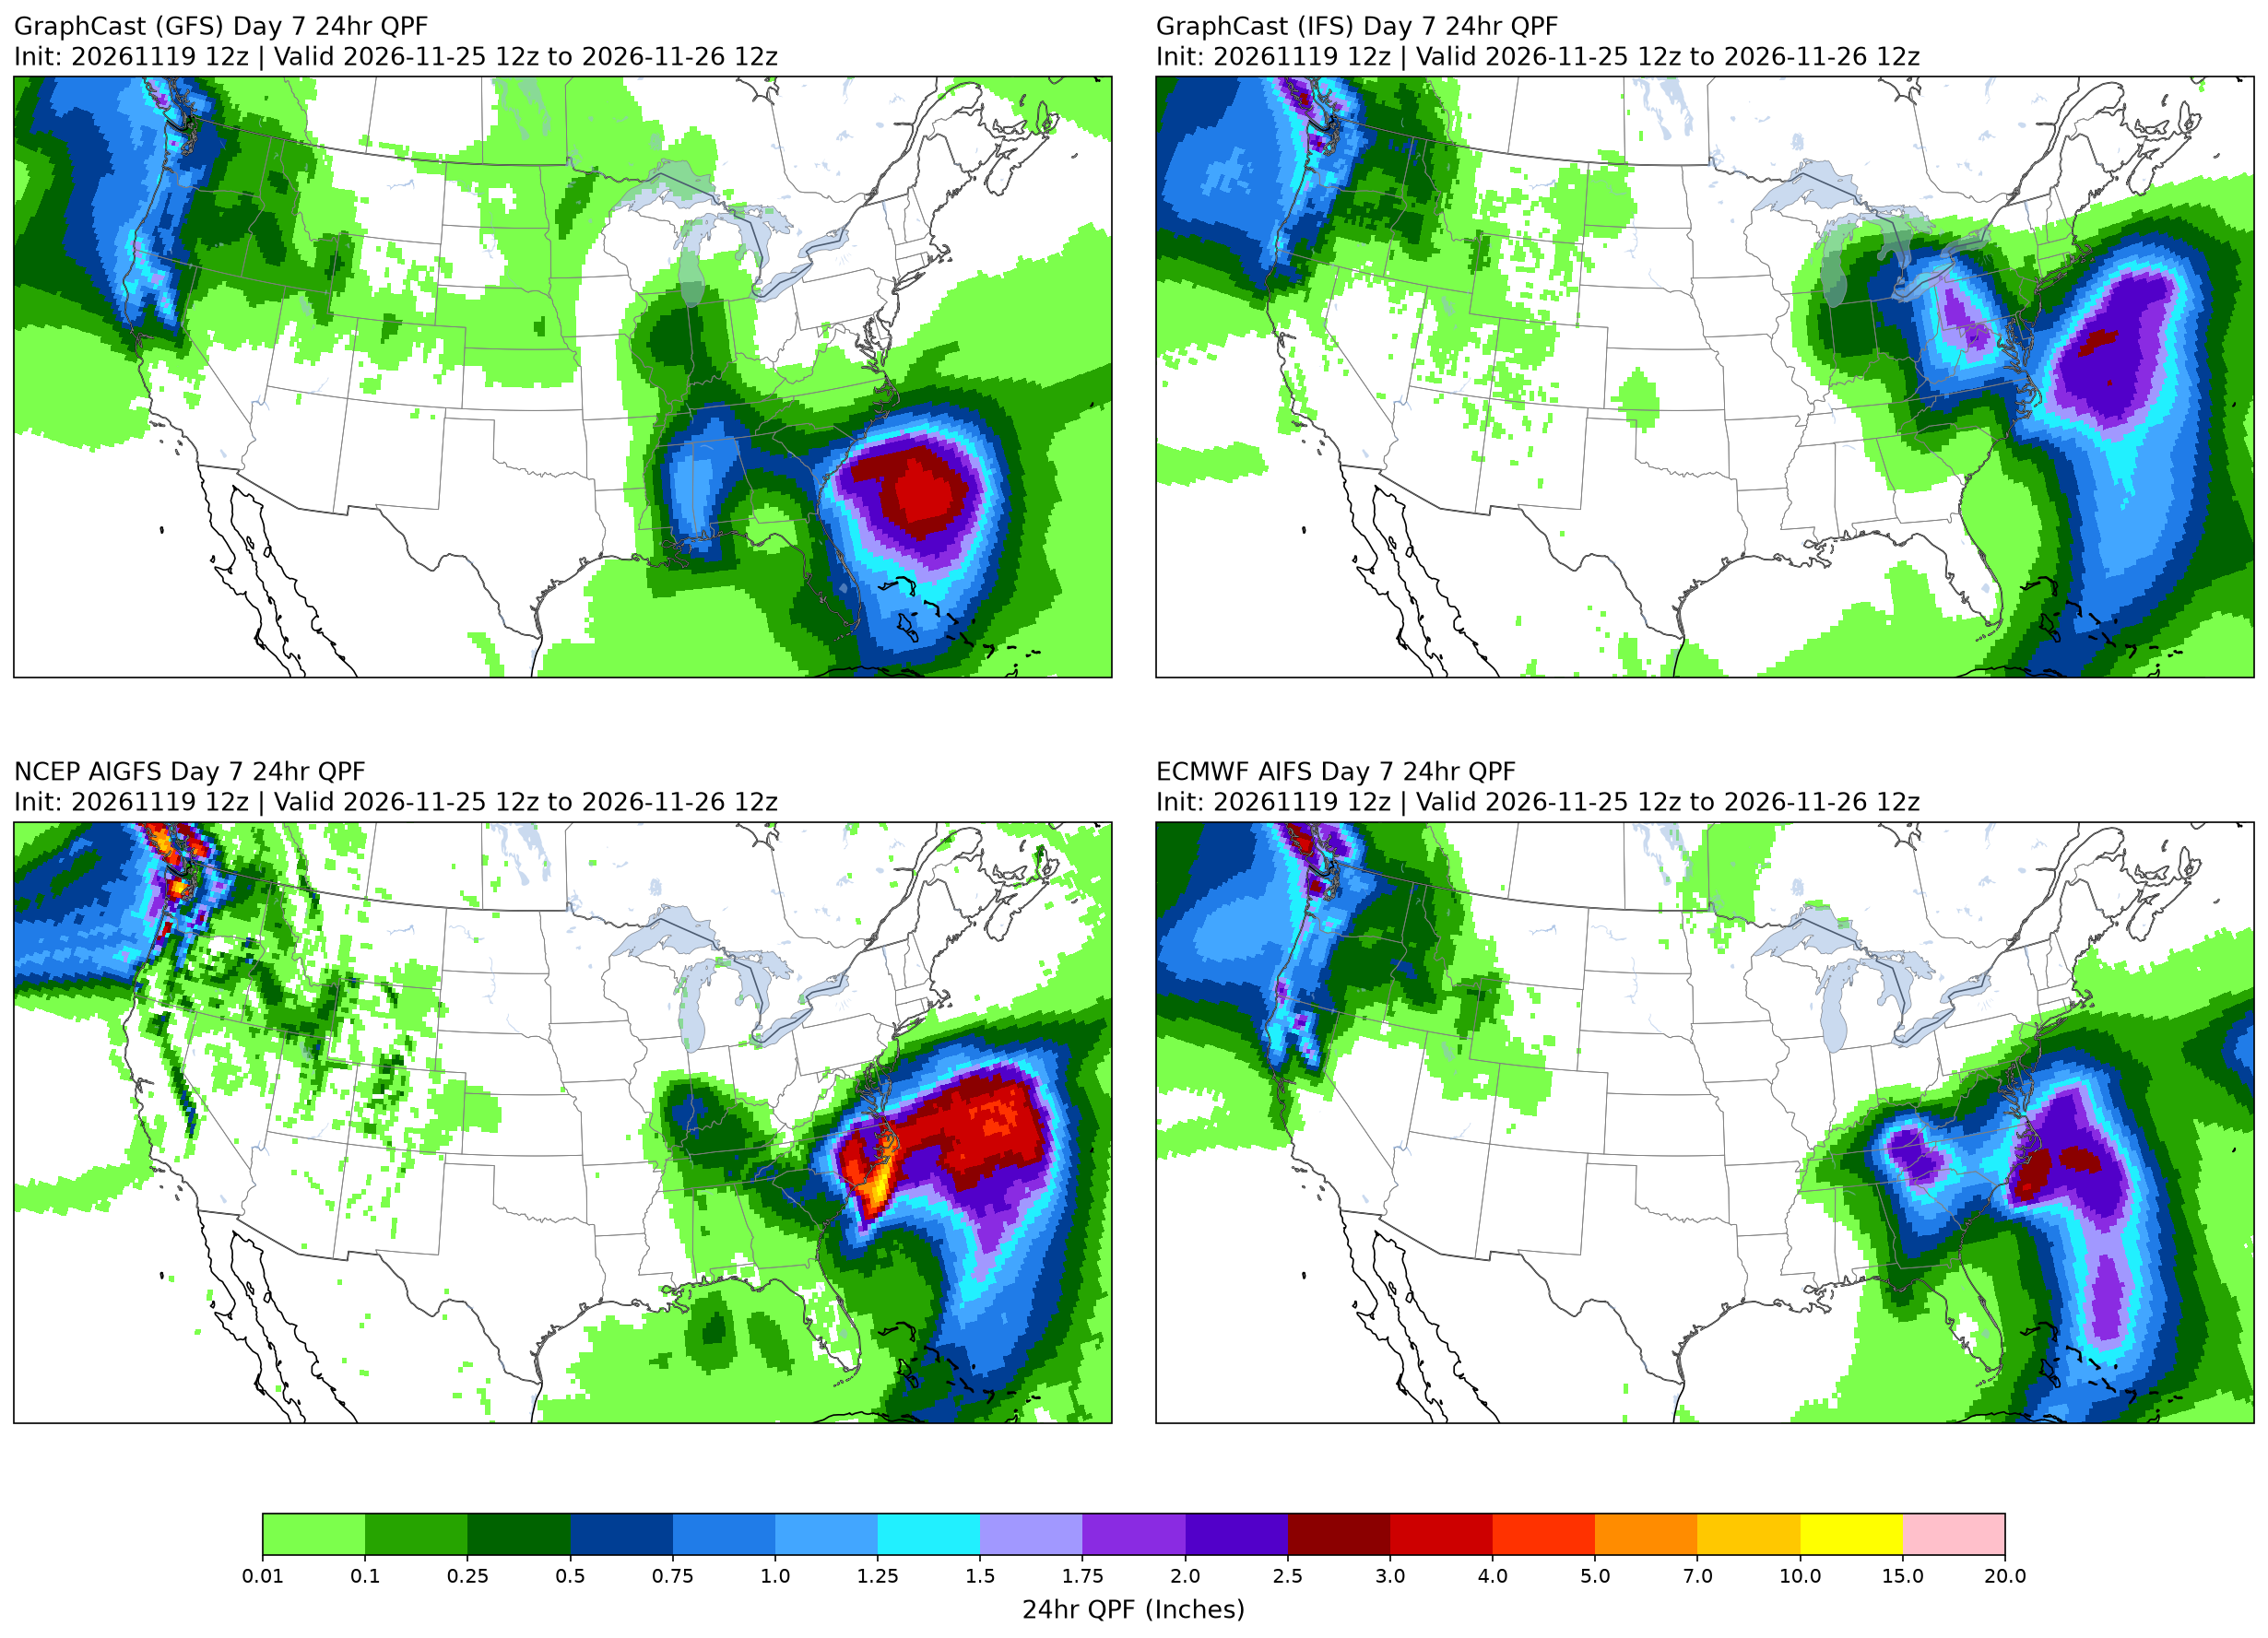 GraphCast (GFS) Day 7 24hr QPF
Init: 20261119 12z | Valid 2026-11-25 12z to 2026-11-26 12z
GraphCast (IFS) Day 7 24hr QPF
Init: 20261119 12z | Valid 2026-11-25 12z to 2026-11-26 12z
NCEP AIGFS Day 7 24hr QPF
Init: 20261119 12z | Valid 2026-11-25 12z to 2026-11-26 12z
ECMWF AIFS Day 7 24hr QPF
Init: 20261119 12z | Valid 2026-11-25 12z to 2026-11-26 12z
0.01 0.1 0.25 0.5 0.75 1.0 1.25 1.5 1.75 2.0 2.5 3.0 4.0 5.0 7.0 10.0 15.0 20.0
24hr QPF (Inches)